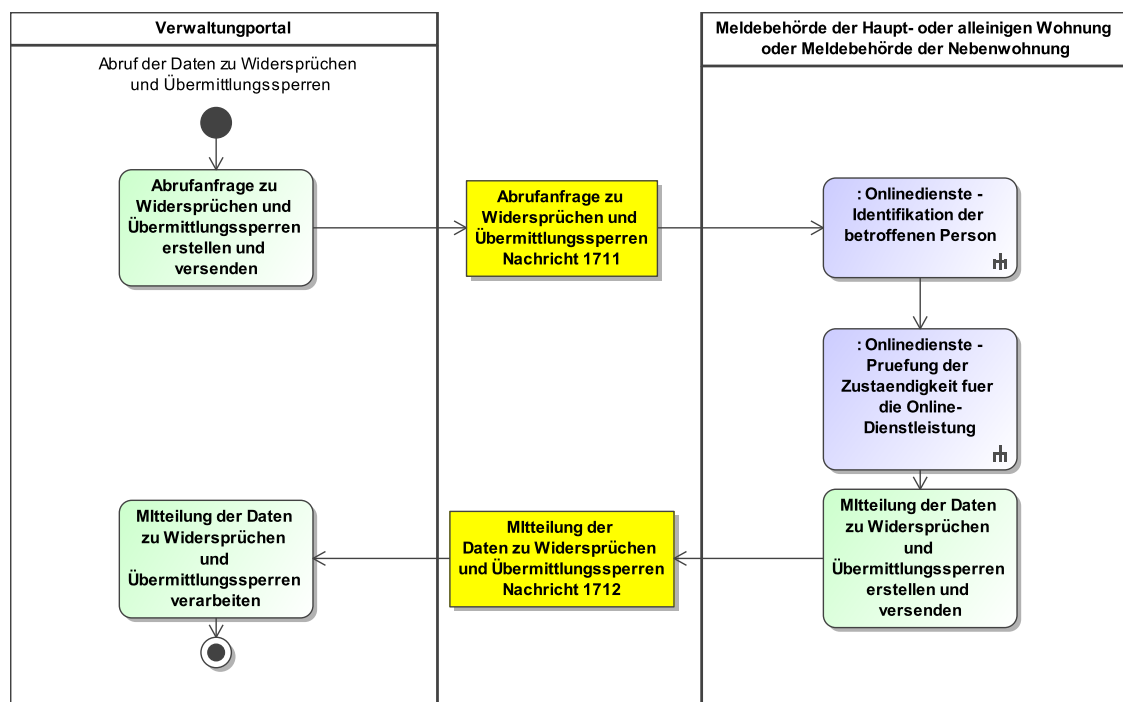 Verwaltungportal
Meldebehörde der Haupt- oder alleinigen Wohnung
oder Meldebehörde der Nebenwohnung
Abruf der Daten zu Widersprüchen
und Übermittlungssperren
Abrufanfrage zu
Widersprüchen und
Übermittlungssperren
erstellen und
versenden
Abrufanfrage zu
Widersprüchen und
Übermittlungssperren
Nachricht 1711
: Onlinedienste -
Identifikation der
betroffenen Person
: Onlinedienste -
Pruefung der
Zustaendigkeit fuer
die Online-
Dienstleistung
MItteilung der Daten
zu Widersprüchen
und
Übermittlungssperren
erstellen und
versenden
MItteilung der
Daten zu Widersprüchen
und Übermittlungssperren
Nachricht 1712
MItteilung der Daten
zu Widersprüchen
und
Übermittlungssperren
verarbeiten